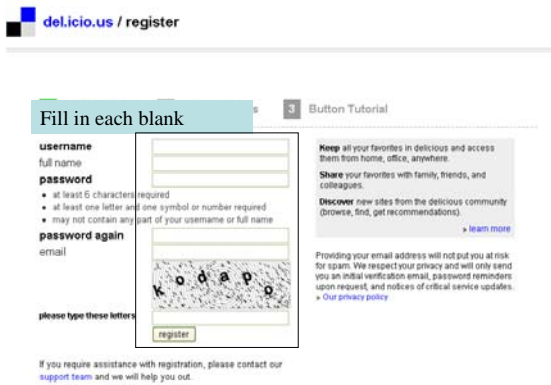 del.icio.us / register
s
3 Button Tutorial
Fill in each blank
username
full name
password
at least 6 characters required
at least one letter and one symbol or number required
may not contain any part of your username or full name
password again
email
kodapo
please type these letters
register
If you require assistance with registration, please contact our
support team and we will help you out.
Keep all your favorites in delicious and access
them from home, office, anywhere.
Share your favorites with family, friends, and
colleagues.
Discover new sites from the delicious community
(browse, find, get recommendations).
» learn more
Providing your email address will not put you at risk
for spam. We respect your privacy and will only send
you an initial verification email, password reminders
upon request, and notices of critical service updates.
» Our privacy policy